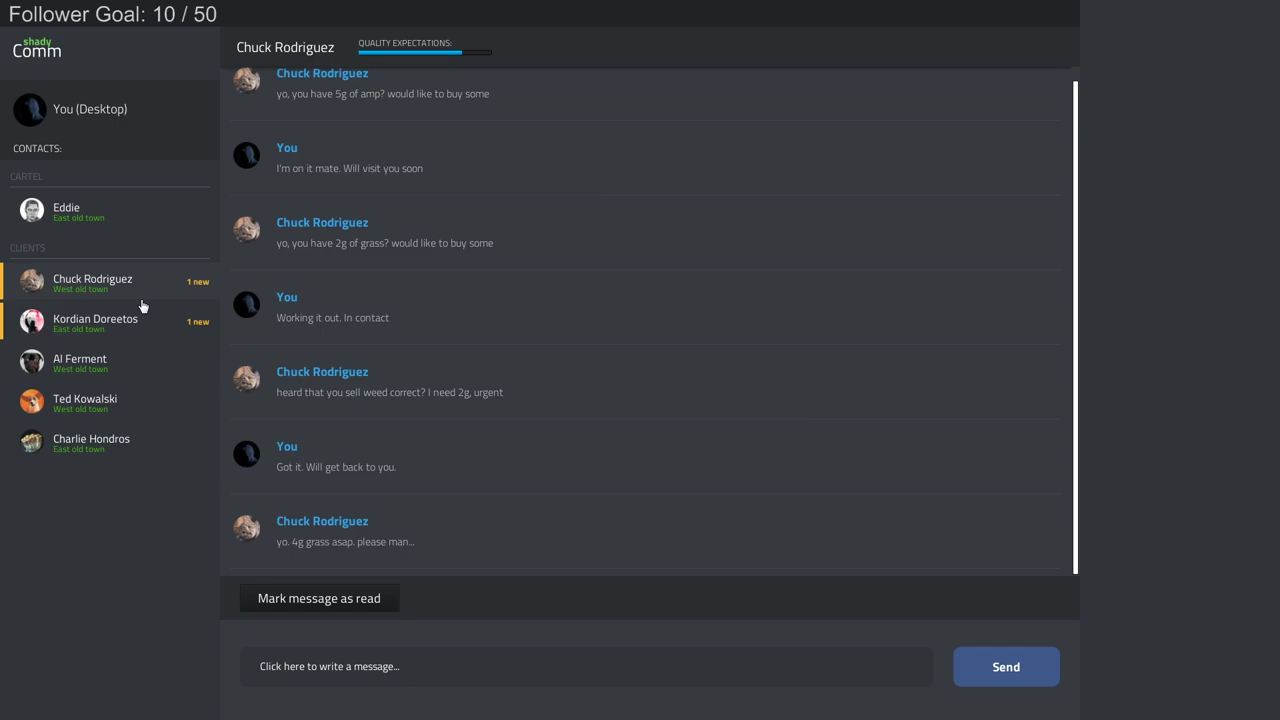 Follower Goal: 10 / 50
shady
Comm
You (Desktop)
CONTACTS:
CARTEL
Eddie
East old town
CLIENTS
Chuck Rodriguez
West old town
1 new
Kordian Doreetos
East old town
1 new
Al Ferment
West old town
Ted Kowalski
West old town
Charlie Hondros
East old town
Chuck Rodriguez
QUALITY EXPECTATIONS:
Chuck Rodriguez
yo, you have 5g of amp? would like to buy some
You
I'm on it mate. Will visit you soon
Chuck Rodriguez
yo, you have 2g of grass? would like to buy some
You
Working it out. In contact
Chuck Rodriguez
heard that you sell weed correct? I need 2g, urgent
You
Got it. Will get back to you.
Chuck Rodriguez
yo. 4g grass asap. please man...
Mark message as read
Click here to write a message...
Send